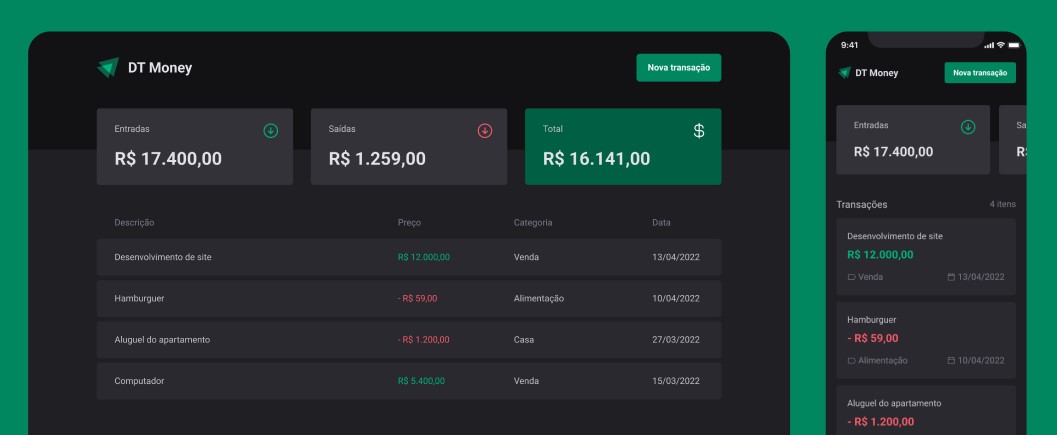 DT Money
Nova transação
Entradas
R$ 17.400,00
Saídas
R$ 1.259,00
Total
R$ 16.141,00
Descrição Preço Categoria Data
Desenvolvimento de site R$ 12.000,00 Venda 13/04/2022
Hamburguer - R$ 59,00 Alimentação 10/04/2022
Aluguel do apartamento - R$ 1.200,00 Casa 27/03/2022
Computador R$ 5.400,00 Venda 15/03/2022
9:41
DT Money
Nova transação
Entradas
R$ 17.400,00
Sa
R$
Transações 4 itens
Desenvolvimento de site
R$ 12.000,00
Venda 13/04/2022
Hamburguer
- R$ 59,00
Alimentação 10/04/2022
Aluguel do apartamento
- R$ 1.200,00